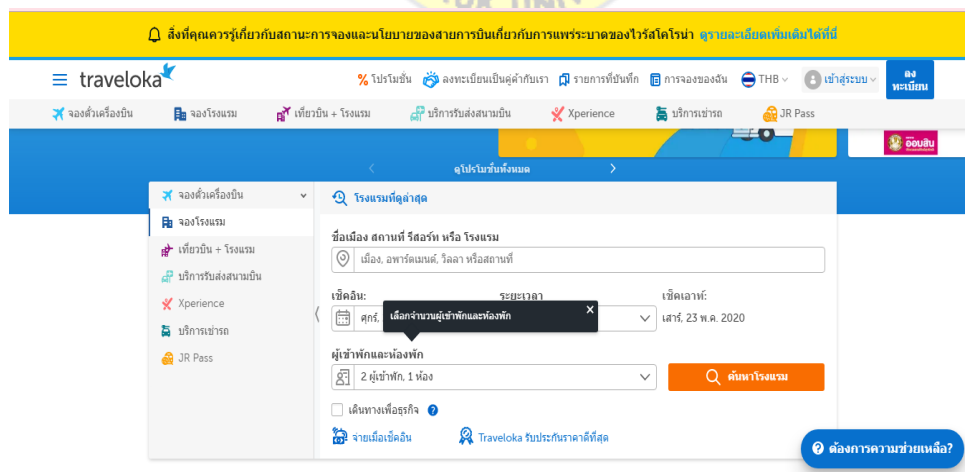 สิ่งที่คุณควรรู้เกี่ยวกับสถานะการจองและนโยบายของสายการบินเกี่ยวกับการแพร่ระบาดของไวรัสโคโรน่า ดูรายละเอียดเพิ่มเติมได้ที่นี่
traveloka
% โปรโมชั่น ลงทะเบียนเป็นคู่ค้ากับเรา รายการที่บันทึก การจองของฉัน THB เข้าสู่ระบบ ลงทะเบียน
จองตั๋วเครื่องบิน จองโรงแรม เที่ยวบิน + โรงแรม บริการรับส่งสนามบิน Xperience บริการเช่ารถ JR Pass
ออมสิน
ดูโปรโมชั่นทั้งหมด
จองตั๋วเครื่องบิน
จองโรงแรม
เที่ยวบิน + โรงแรม
บริการรับส่งสนามบิน
Xperience
บริการเช่ารถ
JR Pass
โรงแรมที่ดูล่าสุด
ชื่อเมือง สถานที่ รีสอร์ท หรือ โรงแรม
เมือง, อพาร์ตเมนต์, วิลลา หรือสถานที่
เช็คอิน: ระยะเวลา เช็คเอาท์:
ศุกร์, เลือกจำนวนผู้เข้าพักและห้องพัก x เสาร์, 23 พ.ค. 2020
ผู้เข้าพักและห้องพัก
2 ผู้เข้าพัก, 1 ห้อง ค้นหาโรงแรม
เดินทางเพื่อธุรกิจ ?
จ่ายเมื่อเช็คอิน Traveloka รับประกันราคาดีที่สุด
? ต้องการความช่วยเหลือ?